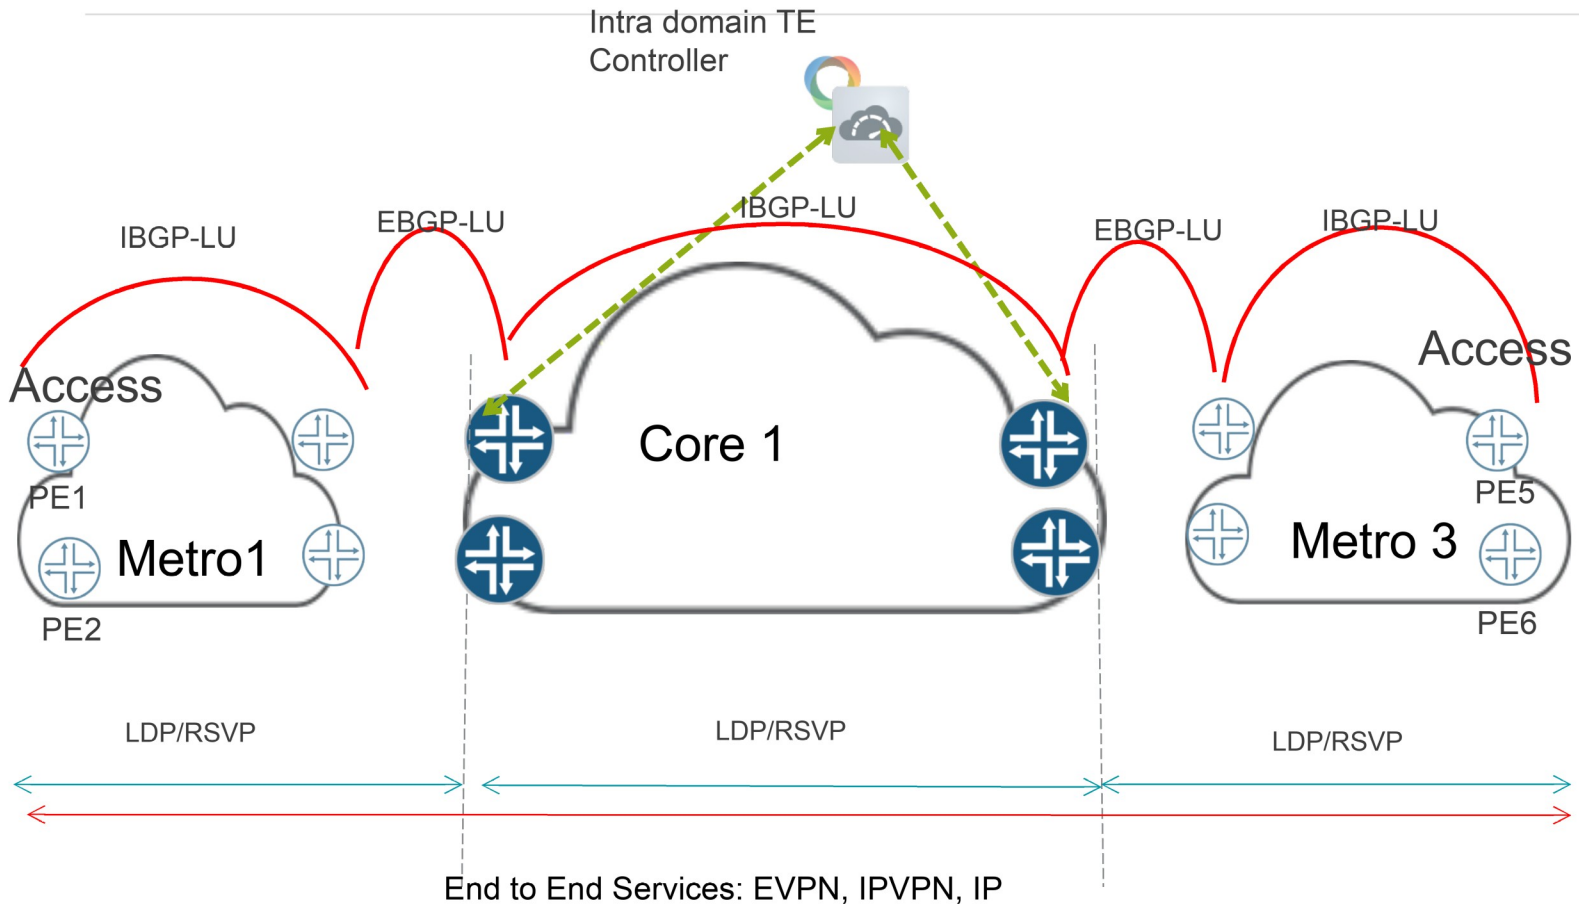 Intra domain TE
Controller
IBGP-LU
EBGP-LU
IBGP-LU
EBGP-LU
IBGP-LU
Access
Access
PE1
Core 1
PE5
Metro1
Metro 3
PE2
PE6
LDP/RSVP
LDP/RSVP
LDP/RSVP
End to End Services: EVPN, IPVPN, IP